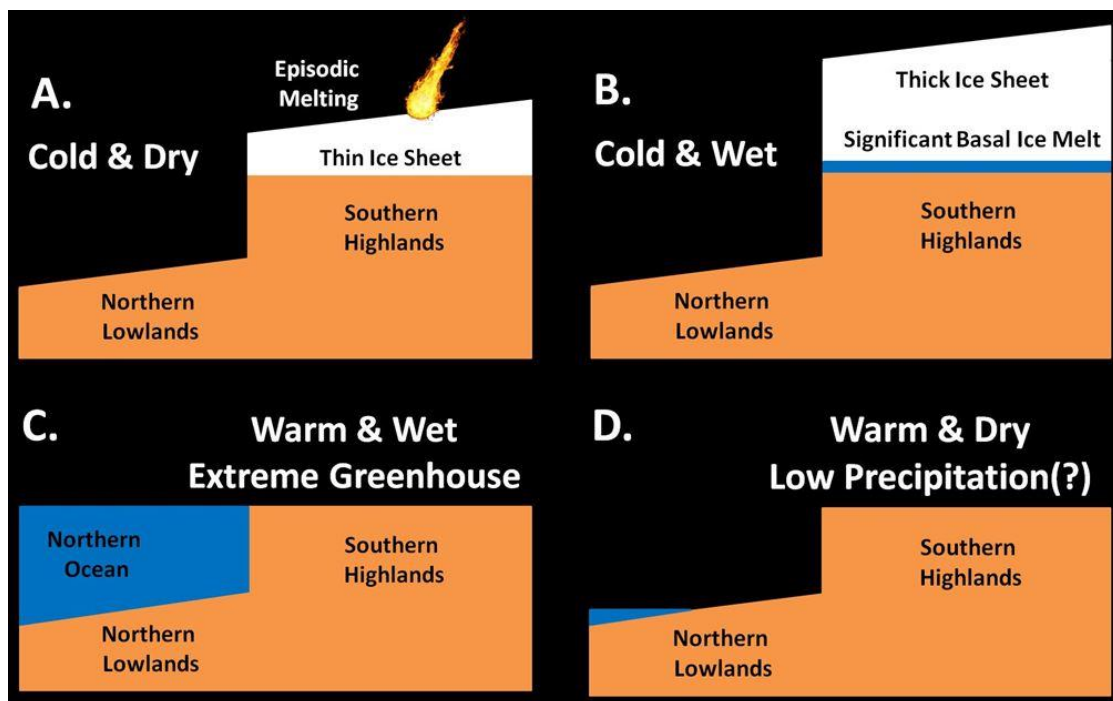 A.
Cold & Dry
Episodic
Melting
Thin Ice Sheet
Southern
Highlands
Northern
Lowlands
B.
Cold & Wet
Thick Ice Sheet
Significant Basal Ice Melt
Southern
Highlands
Northern
Lowlands
C.
Warm & Wet
Extreme Greenhouse
Northern
Ocean
Southern
Highlands
Northern
Lowlands
D.
Warm & Dry
Low Precipitation(?)
Southern
Highlands
Northern
Lowlands